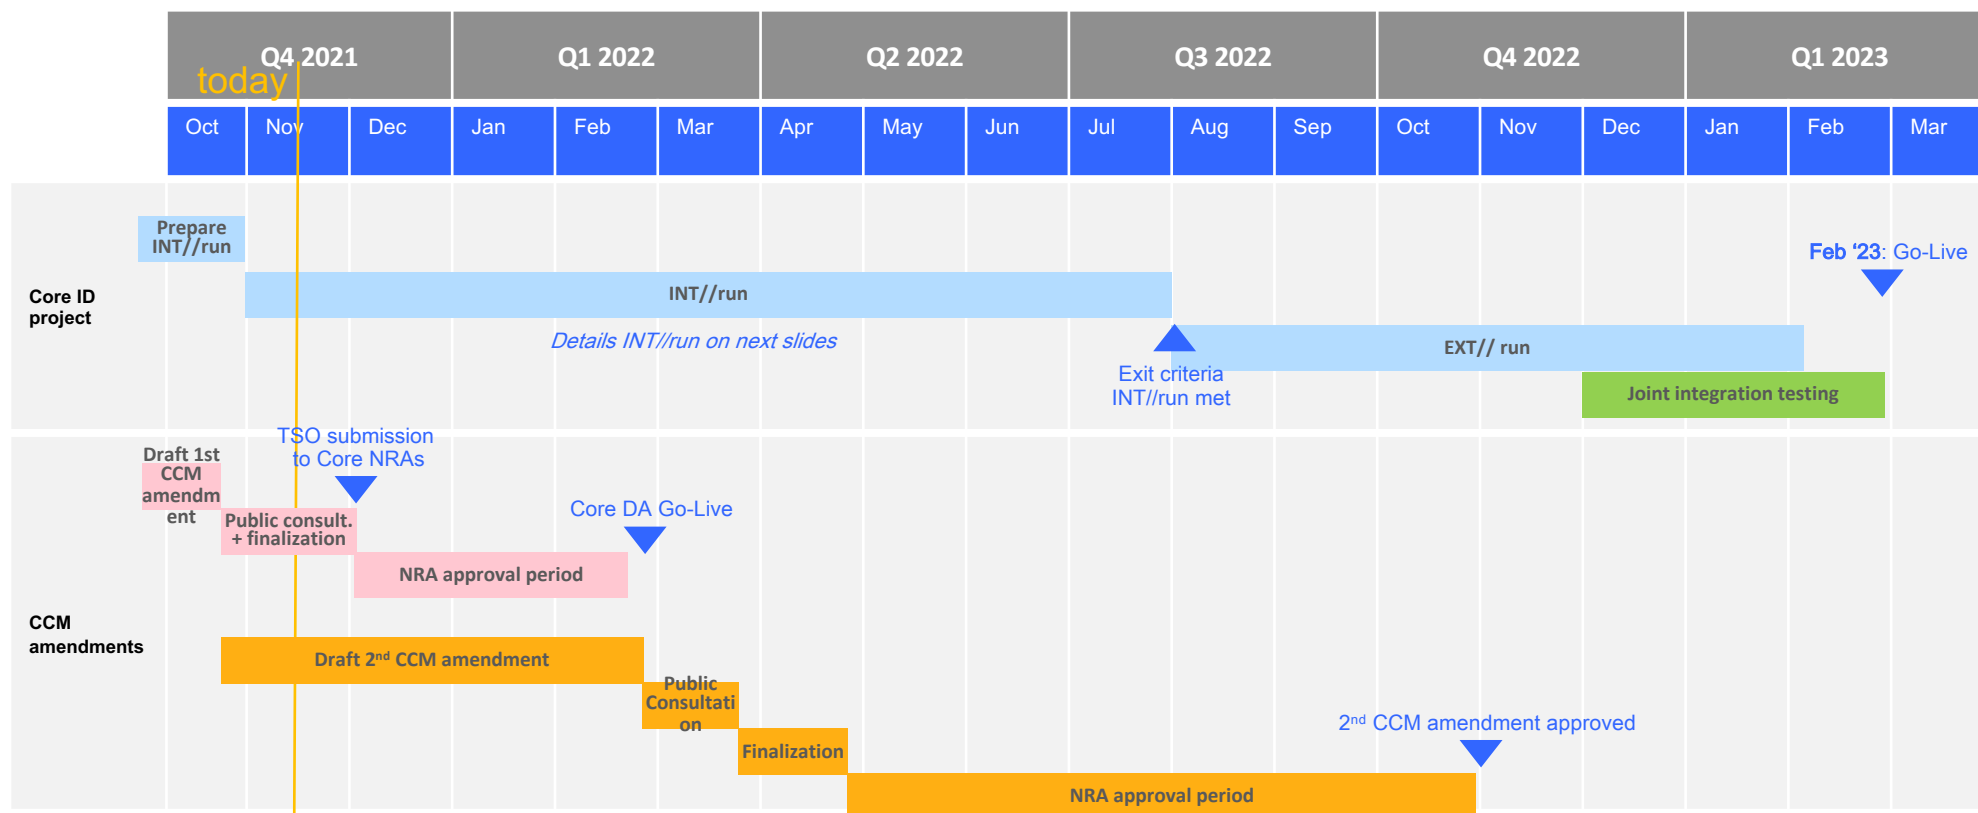 Q4 2021
Q1 2022
Q2 2022
Q3 2022
Q4 2022
Q1 2023
today
Oct
Nov
Dec
Jan
Feb
Mar
Apr
May
Jun
Jul
Aug
Sep
Oct
Nov
Dec
Jan
Feb
Mar
Core ID
project
Prepare
INT//run
INT//run
Details INT//run on next slides
Exit criteria
INT//run met
EXT// run
Joint integration testing
Feb ‘23: Go-Live
CCM
amendments
Draft 1st
CCM
amendm
ent
TSO submission
to Core NRAs
Public consult.
+ finalization
NRA approval period
Core DA Go-Live
Draft 2nd CCM amendment
Public
Consultati
on
Finalization
NRA approval period
2nd CCM amendment approved